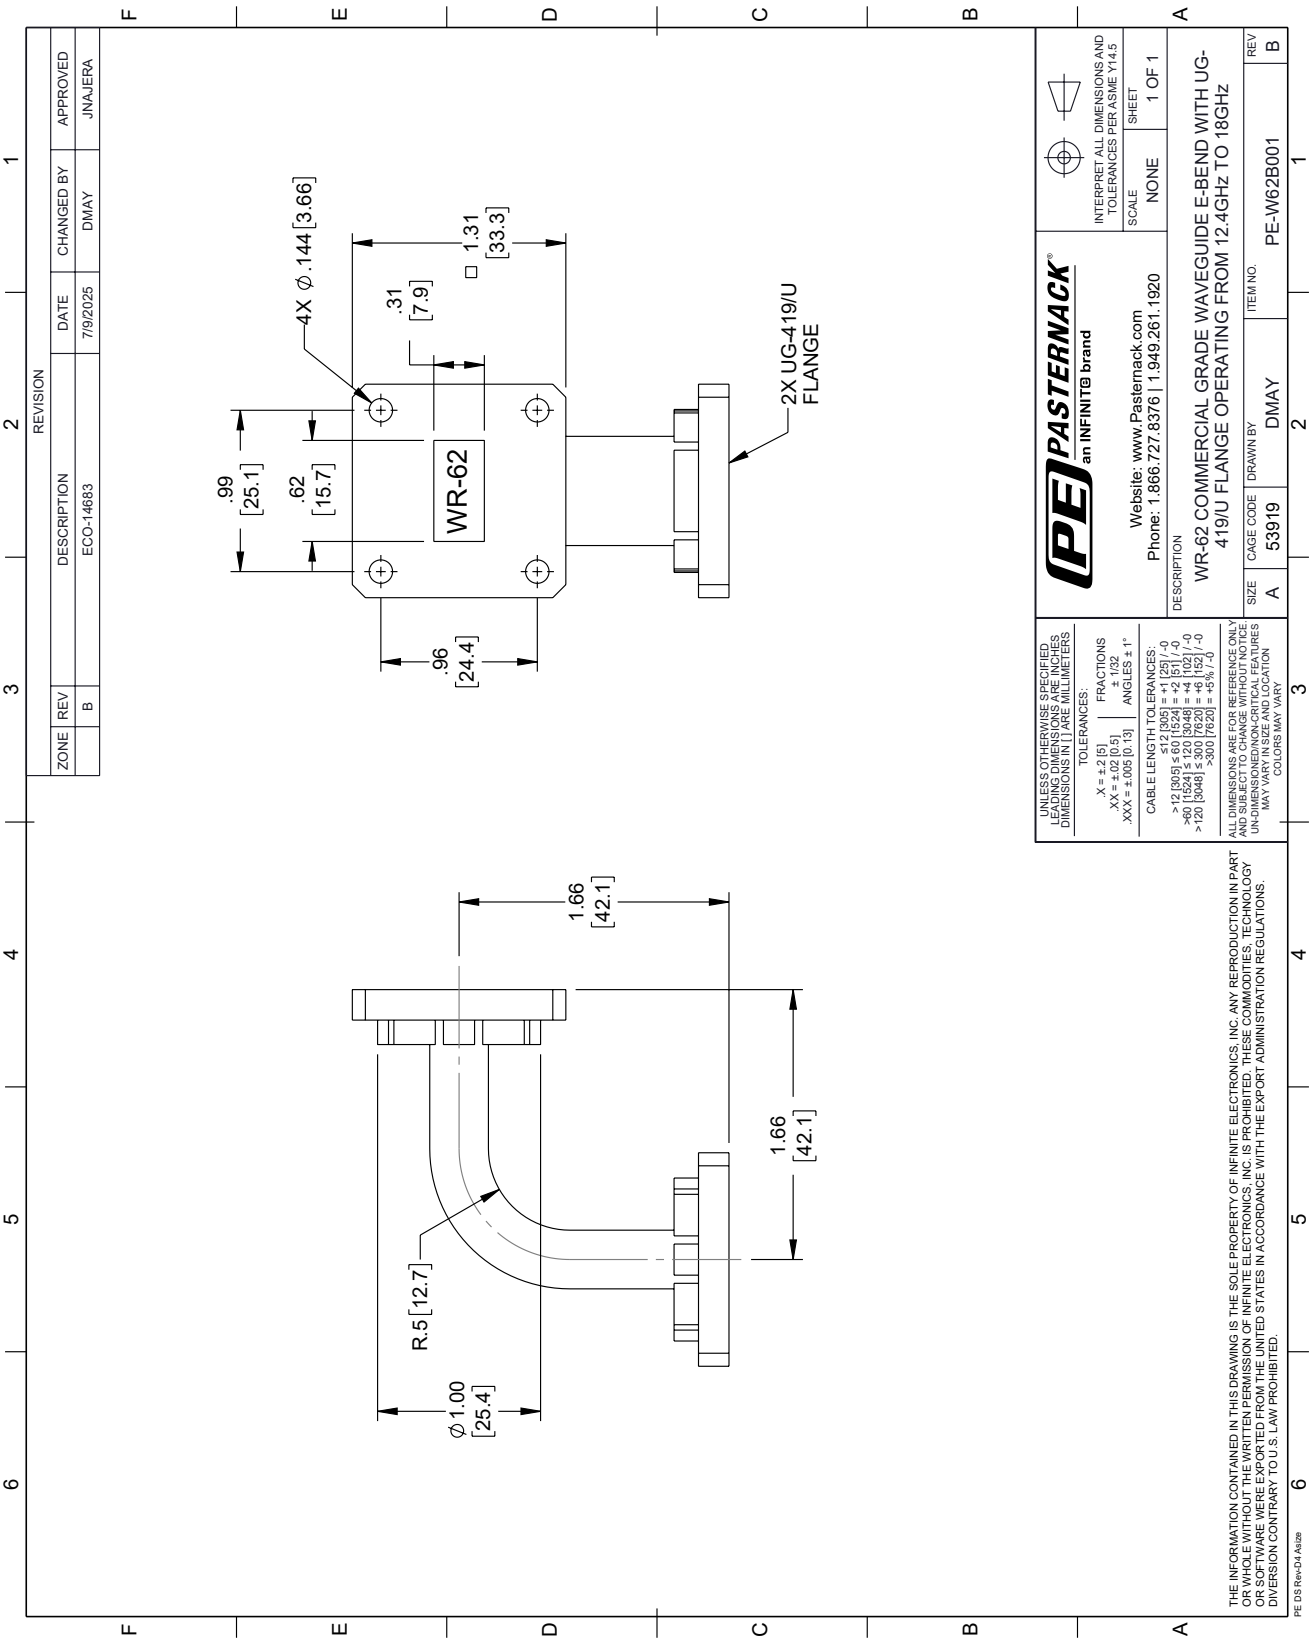 6
5
4
3
2
1
F
E
D
C
B
A
REVISION
ZONE
REV
DESCRIPTION
DATE
CHANGED BY
APPROVED
B
ECO-14683
7/9/2025
DMAY
JNAJERA
Ø1.00
[25.4]
R.5 [12.7]
1.66
[42.1]
1.66
[42.1]
.96
[24.4]
.99
[25.1]
.62
[15.7]
WR-62
4X Ø.144 [3.66]
.31
[7.9]
□ 1.31
[33.3]
2X UG-419/U
FLANGE
THE INFORMATION CONTAINED IN THIS DRAWING IS THE SOLE PROPERTY OF INFINITE ELECTRONICS, INC. ANY REPRODUCTION IN PART
OR WHOLE WITHOUT THE WRITTEN PERMISSION OF INFINITE ELECTRONICS, INC. IS PROHIBITED. THESE COMMODITIES, TECHNOLOGY
OR SOFTWARE WERE EXPORTED FROM THE UNITED STATES IN ACCORDANCE WITH THE EXPORT ADMINISTRATION REGULATIONS.
DIVERSION CONTRARY TO U.S. LAW PROHIBITED.
UNLESS OTHERWISE SPECIFIED
LEADING DIMENSIONS ARE INCHES
DIMENSIONS IN [ ] ARE MILLIMETERS
TOLERANCES:
.X = ±.2 [5]
.XX = ±.02 [0.5]
.XXX = ±.005 [0.13]
FRACTIONS
± 1/32
ANGLES ± 1°
CABLE LENGTH TOLERANCES:
≤12 [305] = +1 [25] / -0
>12 [305] ≤ 60 [1524] = +2 [51] / -0
>60 [1524] ≤ 120 [3048] = +4 [102] / -0
>120 [3048] ≤ 300 [7620] = +6 [152] / -0
>300 [7620] = +5% / -0
ALL DIMENSIONS ARE FOR REFERENCE ONLY
AND SUBJECT TO CHANGE WITHOUT NOTICE.
UN-DIMENSIONED/NON-CRITICAL FEATURES
MAY VARY IN SIZE AND LOCATION
COLORS MAY VARY
PE PASTERNACK®
an INFINIT@ brand
Website: www.Pasternack.com
Phone: 1.866.727.8376 | 1.949.261.1920
INTERPRET ALL DIMENSIONS AND
TOLERANCES PER ASME Y14.5
SCALE
NONE
SHEET
1 OF 1
DESCRIPTION
WR-62 COMMERCIAL GRADE WAVEGUIDE E-BEND WITH UG-
419/U FLANGE OPERATING FROM 12.4GHz TO 18GHz
SIZE
A
CAGE CODE
53919
DRAWN BY
DMAY
ITEM NO.
PE-W62B001
REV
B
F
E
D
C
B
A
6
5
4
3
2
1
PE DS Rev-D4 Asize